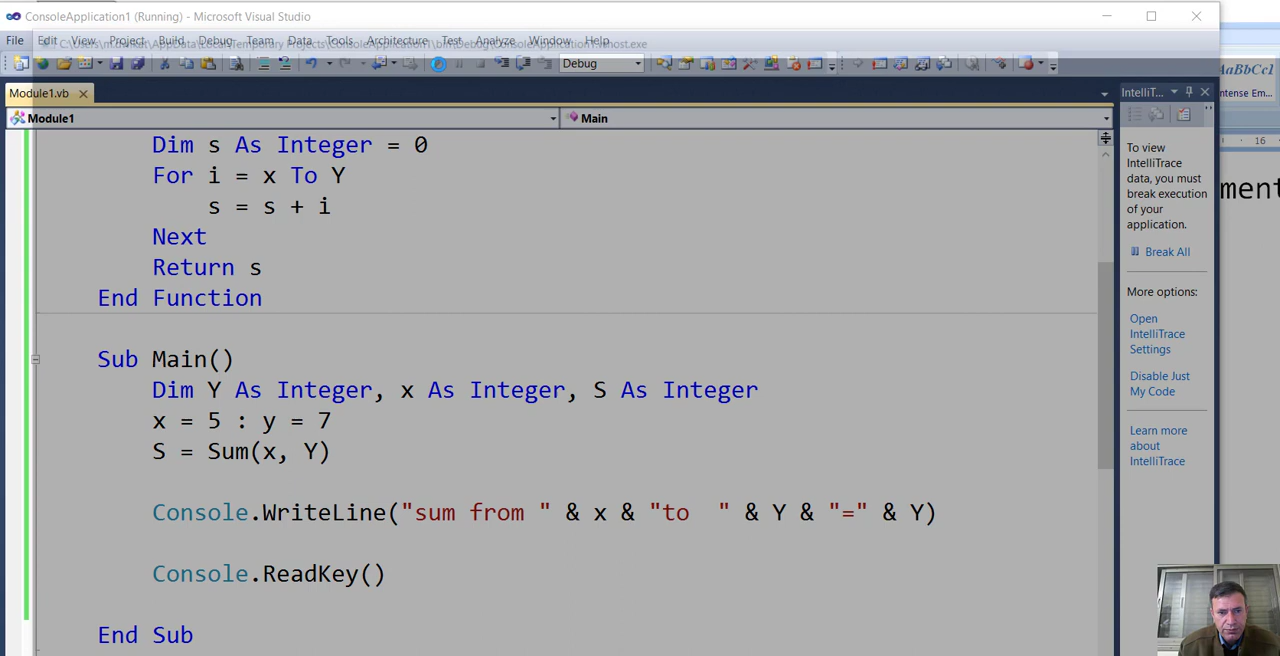 ConsoleApplication1 (Running) - Microsoft Visual Studio
File Edit View Project Build Debug Team Data Tools Architecture Test Analyze Window Help
Debug
AaBbCcl
Module1.vb
IntelliT...
ntense Em...
Module1
Main
16
Dim s As Integer = 0
For i = x To Y
s = s + i
Next
Return s
End Function
Sub Main()
Dim Y As Integer, x As Integer, S As Integer
x = 5 : y = 7
S = Sum(x, Y)
Console.WriteLine("sum from " & x & "to  " & Y & "=" & Y)
Console.ReadKey()
End Sub
To view
IntelliTrace
data, you must
break execution
of your
application.
Break All
More options:
Open
IntelliTrace
Settings
Disable Just
My Code
Learn more
about
IntelliTrace
ment